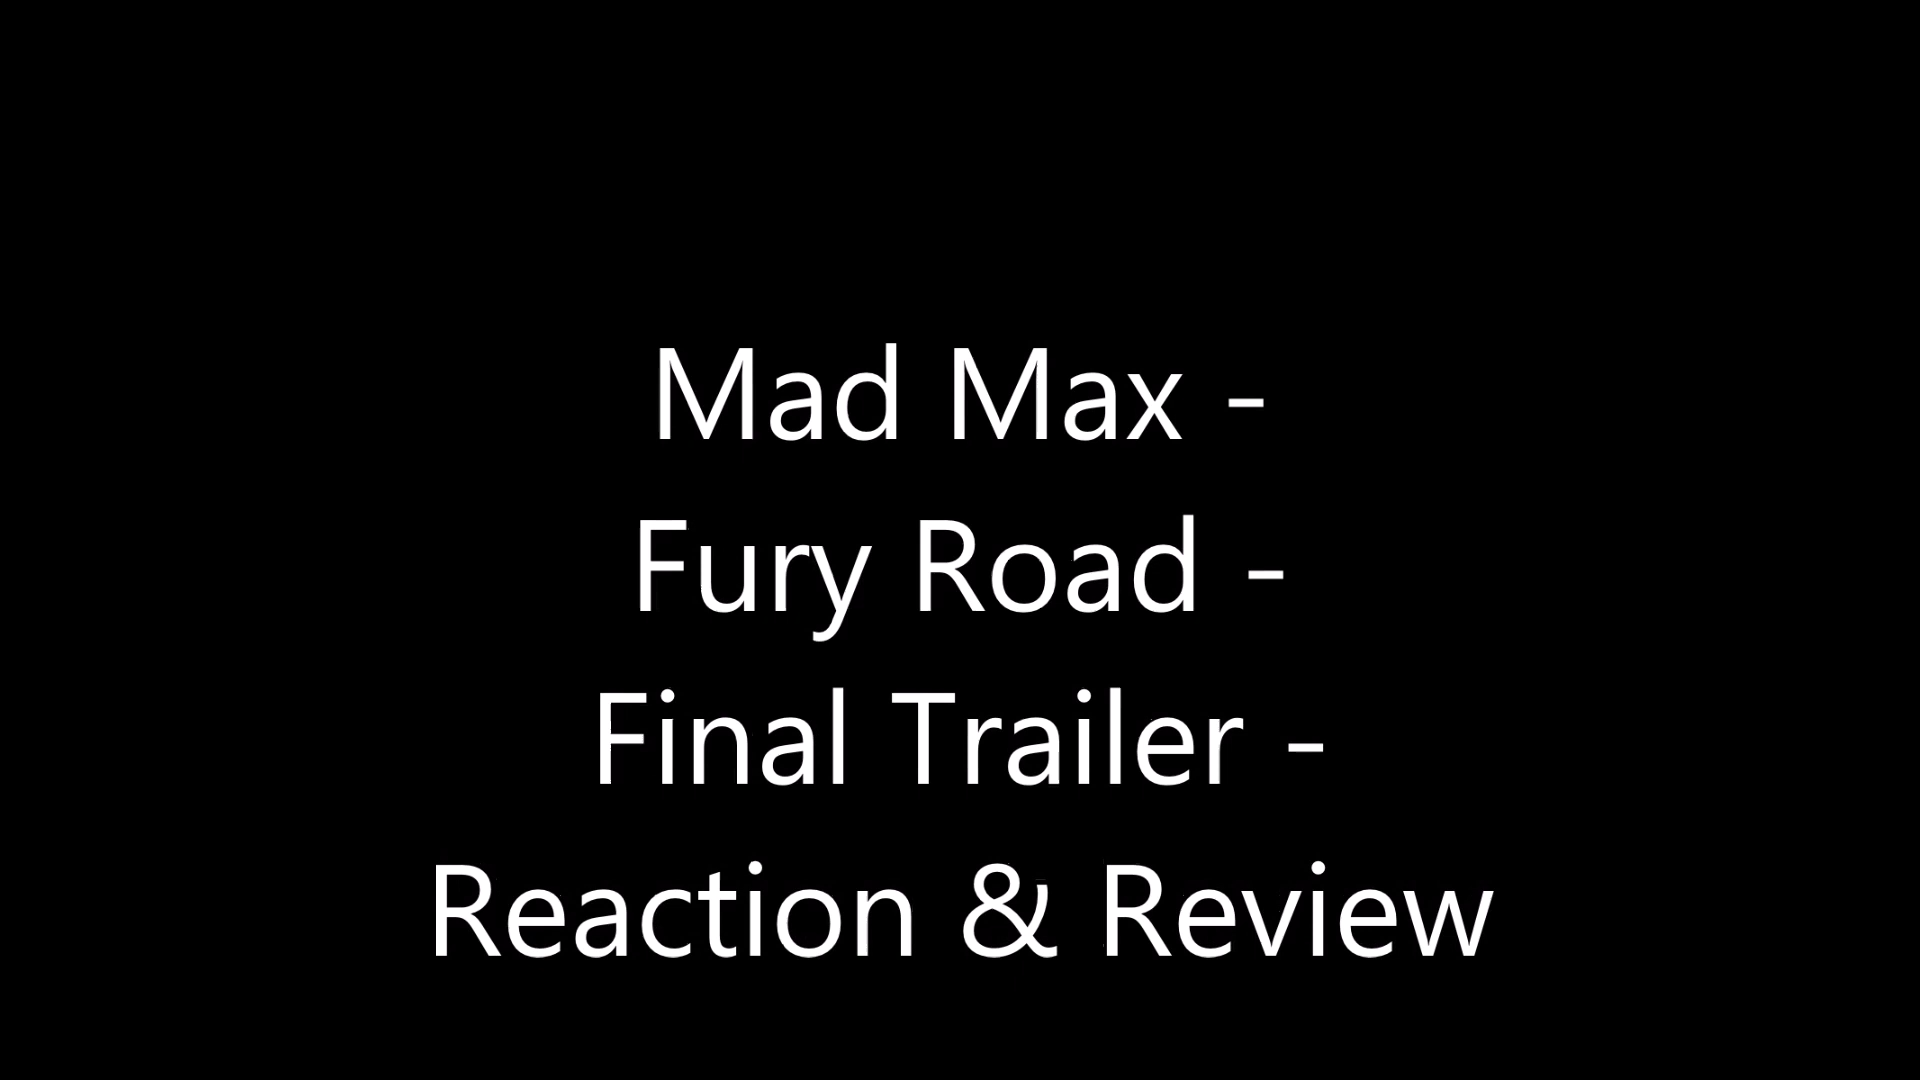 Mad Max -
Fury Road -
Final Trailer -
Reaction & Review